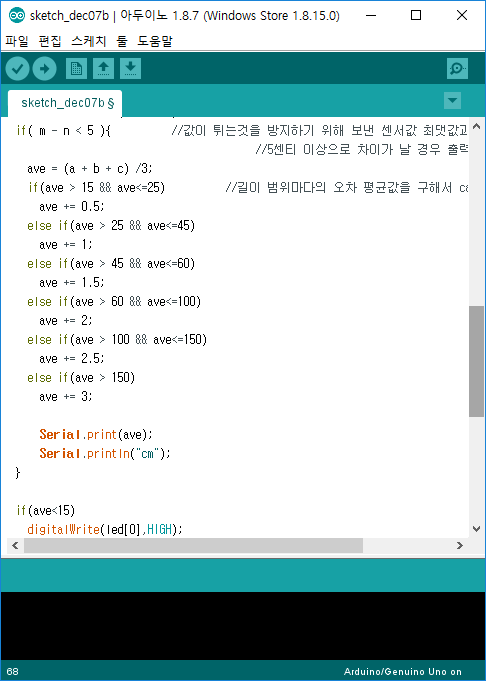 sketch_dec07b | 아두이노 1.8.7 (Windows Store 1.8.15.0)
파일 편집 스케치 툴 도움말
sketch_dec07b §
if( m - n < 5 ){ //값이 튀는것을 방지하기 위해 보낸 센서값 최댓값과
//5센티 이상으로 차이가 날 경우 출력
ave = (a + b + c) /3;
if(ave > 15 && ave<=25) //길이 범위마다의 오차 평균값을 구해서 ca
ave += 0.5;
else if(ave > 25 && ave<=45)
ave += 1;
else if(ave > 45 && ave<=60)
ave += 1.5;
else if(ave > 60 && ave<=100)
ave += 2;
else if(ave > 100 && ave<=150)
ave += 2.5;
else if(ave > 150)
ave += 3;
Serial.print(ave);
Serial.println("cm");
}
if(ave<15)
digitalWrite(led[0],HIGH);
68 Arduino/Genuino Uno on